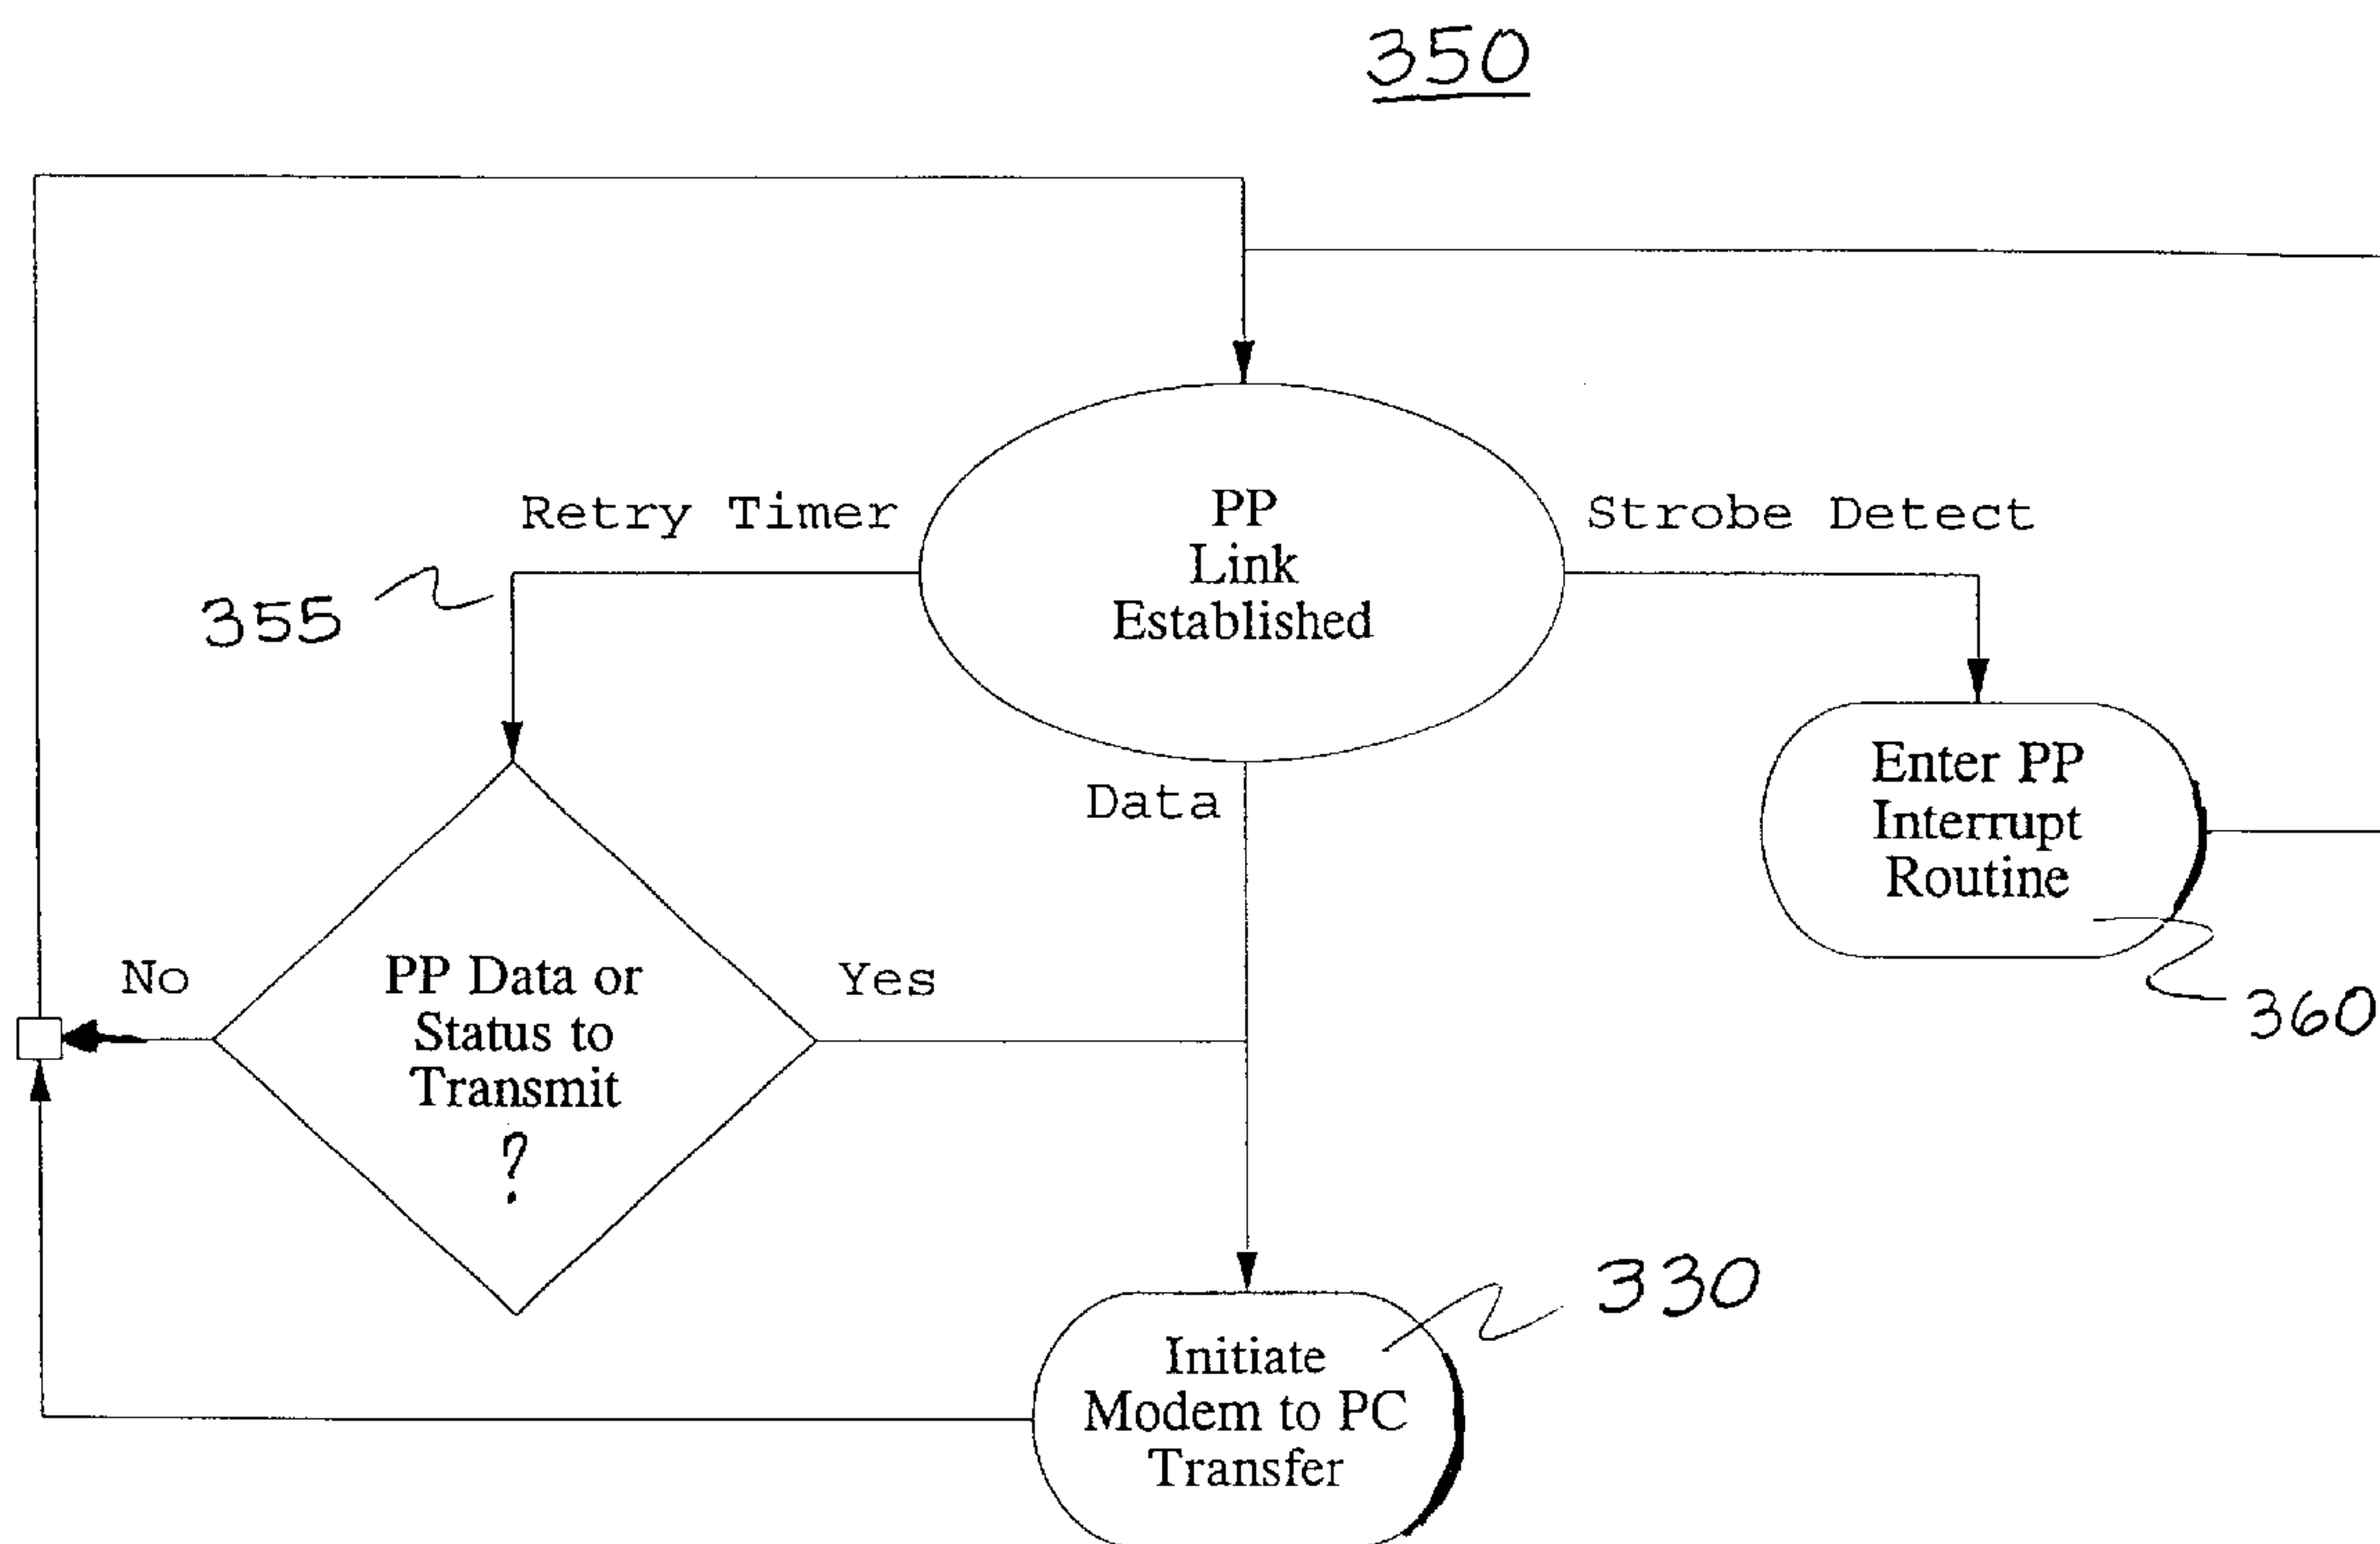 350
Retry Timer
PP
Link
Established
Strobe Detect
355
Data
Enter PP
Interrupt
Routine
No
PP Data or
Status to
Transmit
?
Yes
360
330
Initiate
Modem to PC
Transfer